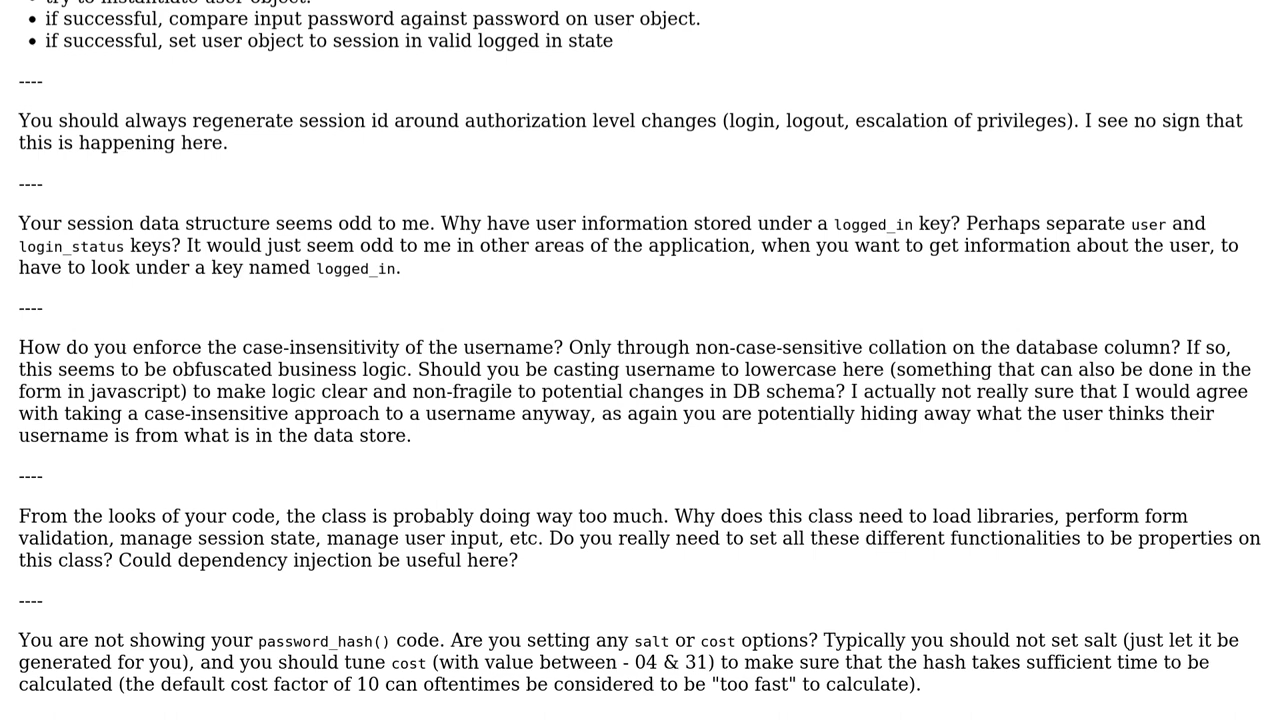 try to instantiate user object.
• if successful, compare input password against password on user object.
• if successful, set user object to session in valid logged in state
----
You should always regenerate session id around authorization level changes (login, logout, escalation of privileges). I see no sign that
this is happening here.
----
Your session data structure seems odd to me. Why have user information stored under a logged_in key? Perhaps separate user and
login_status keys? It would just seem odd to me in other areas of the application, when you want to get information about the user, to
have to look under a key named logged_in.
----
How do you enforce the case-insensitivity of the username? Only through non-case-sensitive collation on the database column? If so,
this seems to be obfuscated business logic. Should you be casting username to lowercase here (something that can also be done in the
form in javascript) to make logic clear and non-fragile to potential changes in DB schema? I actually not really sure that I would agree
with taking a case-insensitive approach to a username anyway, as again you are potentially hiding away what the user thinks their
username is from what is in the data store.
----
From the looks of your code, the class is probably doing way too much. Why does this class need to load libraries, perform form
validation, manage session state, manage user input, etc. Do you really need to set all these different functionalities to be properties on
this class? Could dependency injection be useful here?
----
You are not showing your password_hash() code. Are you setting any salt or cost options? Typically you should not set salt (just let it be
generated for you), and you should tune cost (with value between - 04 & 31) to make sure that the hash takes sufficient time to be
calculated (the default cost factor of 10 can oftentimes be considered to be "too fast" to calculate).